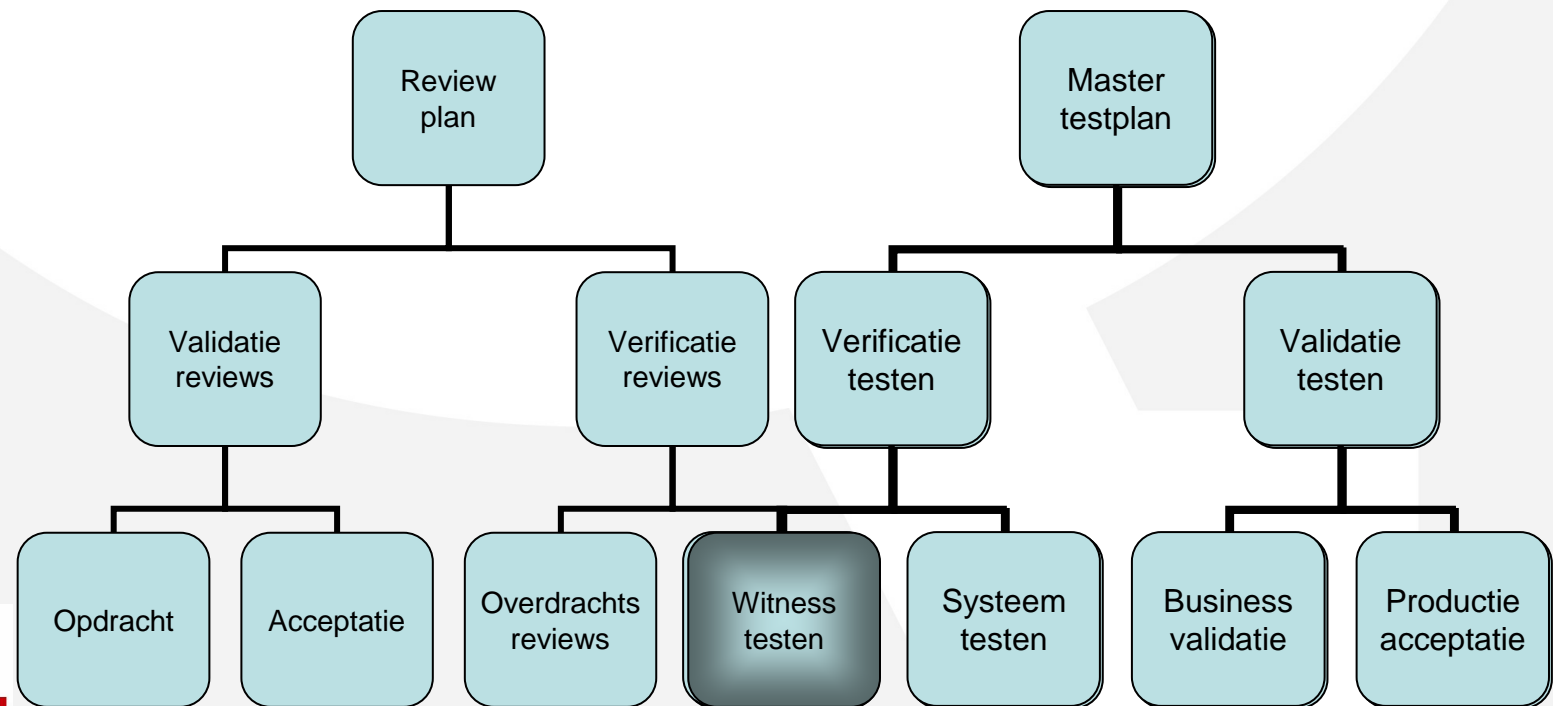 Review
plan
Master
testplan
Validatie
reviews
Verificatie
reviews
Verificatie
testen
Validatie
testen
Opdracht
Acceptatie
Overdrachts
reviews
Witness
testen
Systeem
testen
Business
validatie
Productie
acceptatie